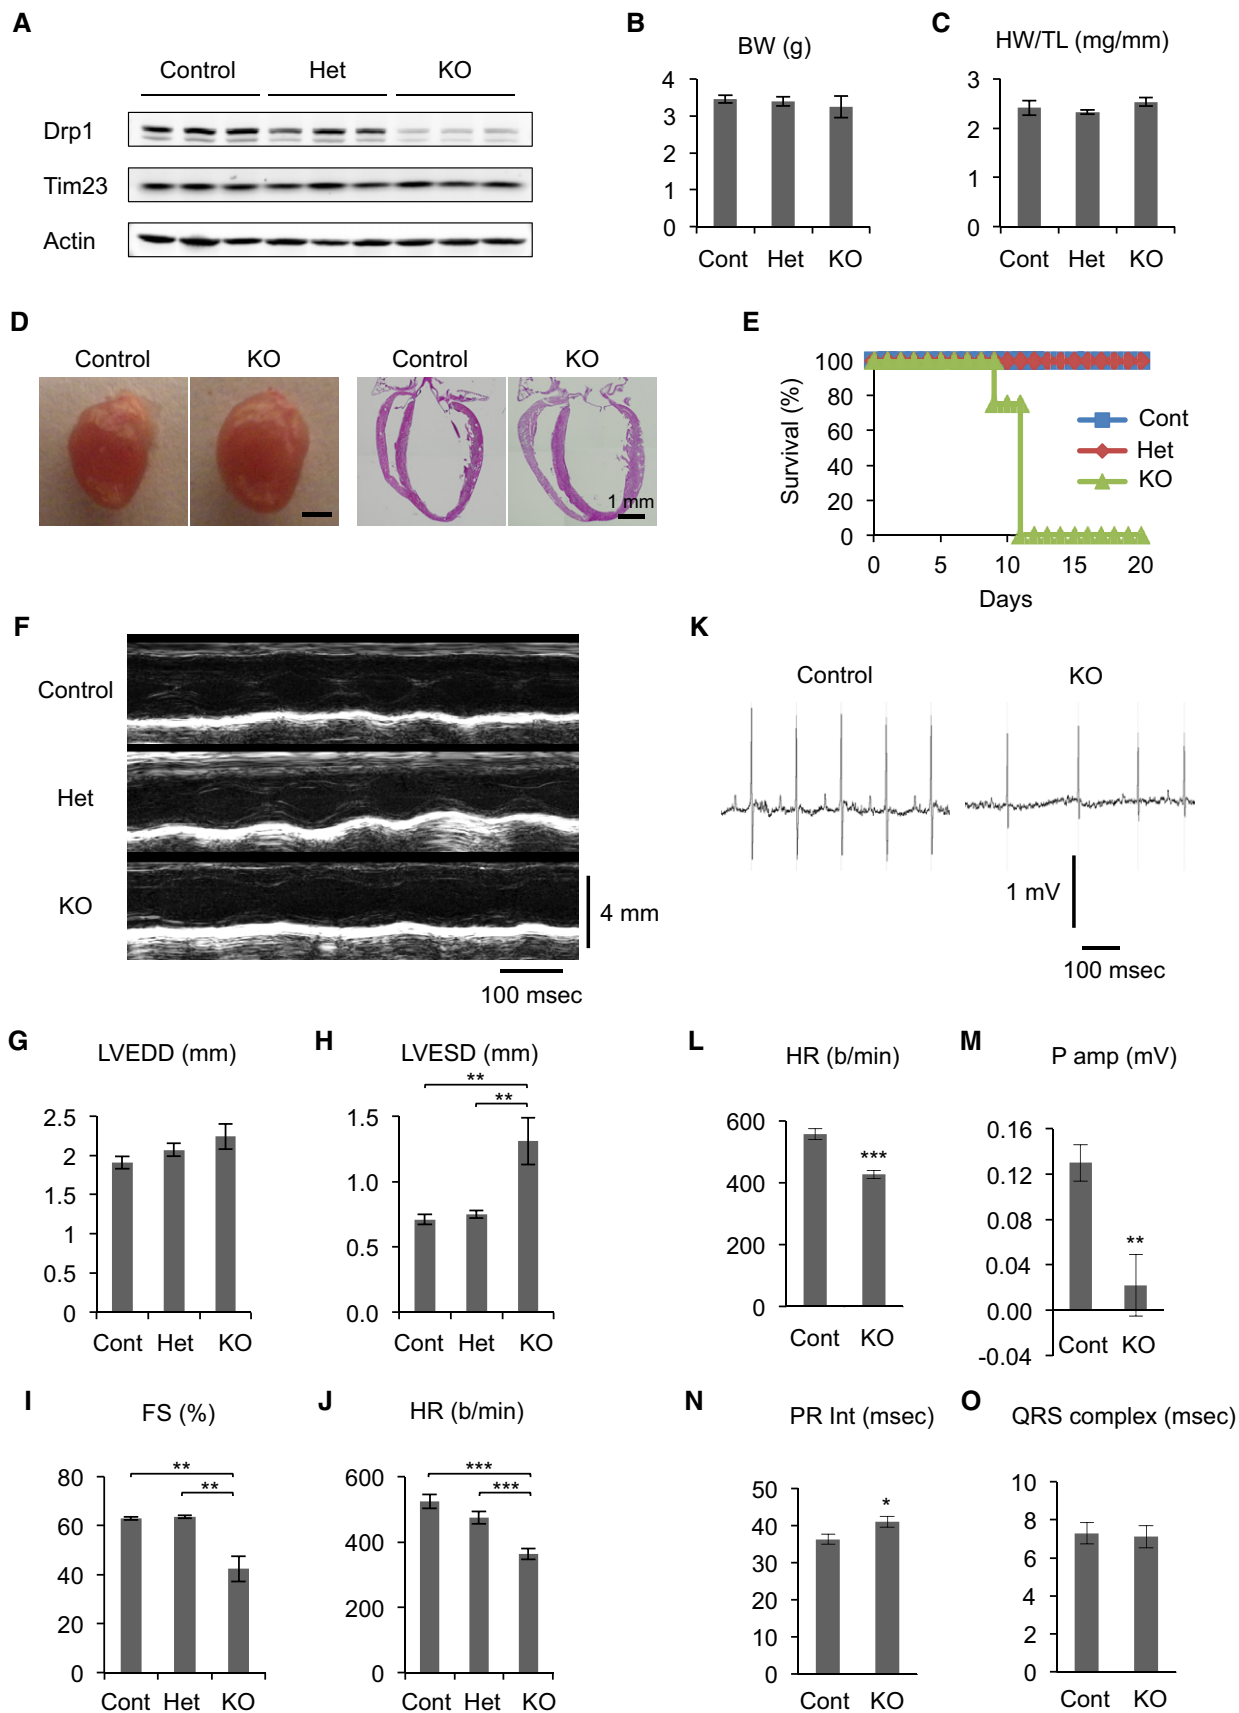 A
Control Het KO
Drp1
Tim23
Actin
B
BW (g)
4
3
2
1
0
Cont Het KO
C
HW/TL (mg/mm)
3
2
1
0
Cont Het KO
D
Control KO Control KO
1 mm
E
Survival (%)
100
80
60
40
20
0
0 5 10 15 20
Days
Cont
Het
KO
F
Control
Het
KO
4 mm
100 msec
K
Control KO
1 mV
100 msec
G
LVEDD (mm)
2.5
2
1.5
1
0.5
0
Cont Het KO
H
LVESD (mm)
**
**
1.5
1.0
0.5
0.0
Cont Het KO
L
HR (b/min)
600
400
200
0
***
Cont KO
M
P amp (mV)
0.16
0.12
0.08
0.04
0.00
-0.04
**
Cont KO
I
FS (%)
**
**
80
60
40
20
0
Cont Het KO
J
HR (b/min)
***
***
600
400
200
0
Cont Het KO
N
PR Int (msec)
50
40
30
20
10
0
*
Cont KO
O
QRS complex (msec)
10
8
6
4
2
0
Cont KO